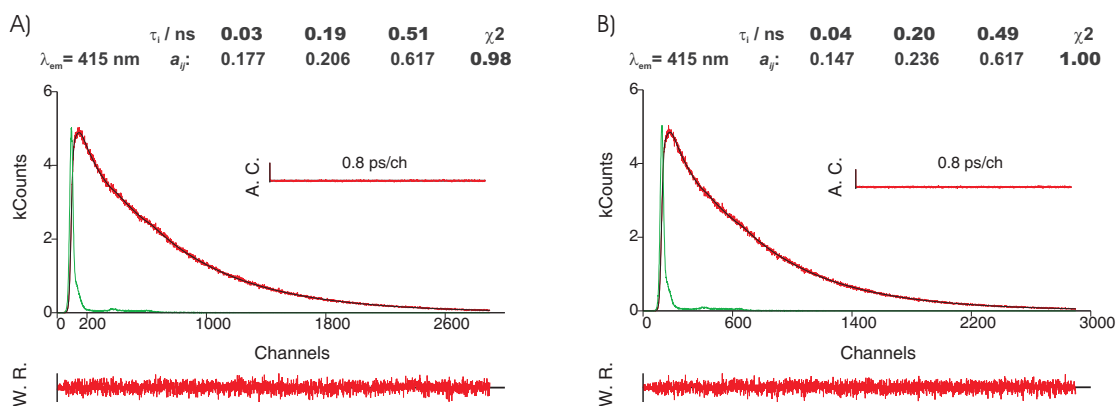 A)
τi / ns 0.03 0.19 0.51 χ2
λem= 415 nm aij: 0.177 0.206 0.617 0.98
6
4
2
0
kCounts
A. C.
0.8 ps/ch
0 200 1000 1800 2600
Channels
W. R.
B)
τi / ns 0.04 0.20 0.49 χ2
λem= 415 nm aij: 0.147 0.236 0.617 1.00
6
4
2
0
kCounts
A. C.
0.8 ps/ch
0 600 1400 2200 3000
Channels
W. R.